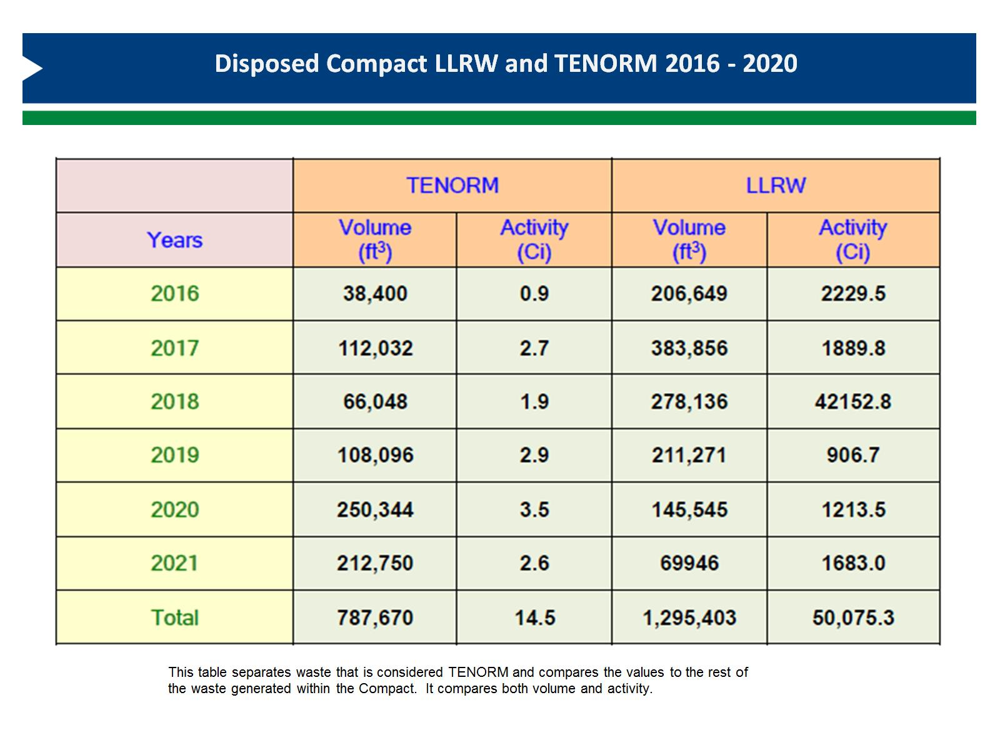 Disposed Compact LLRW and TENORM 2016 - 2020
TENORM LLRW
Years Volume (ft³) Activity (Ci) Volume (ft³) Activity (Ci)
2016 38,400 0.9 206,649 2229.5
2017 112,032 2.7 383,856 1889.8
2018 66,048 1.9 278,136 42152.8
2019 108,096 2.9 211,271 906.7
2020 250,344 3.5 145,545 1213.5
2021 212,750 2.6 69946 1683.0
Total 787,670 14.5 1,295,403 50,075.3
This table separates waste that is considered TENORM and compares the values to the rest of
the waste generated within the Compact. It compares both volume and activity.